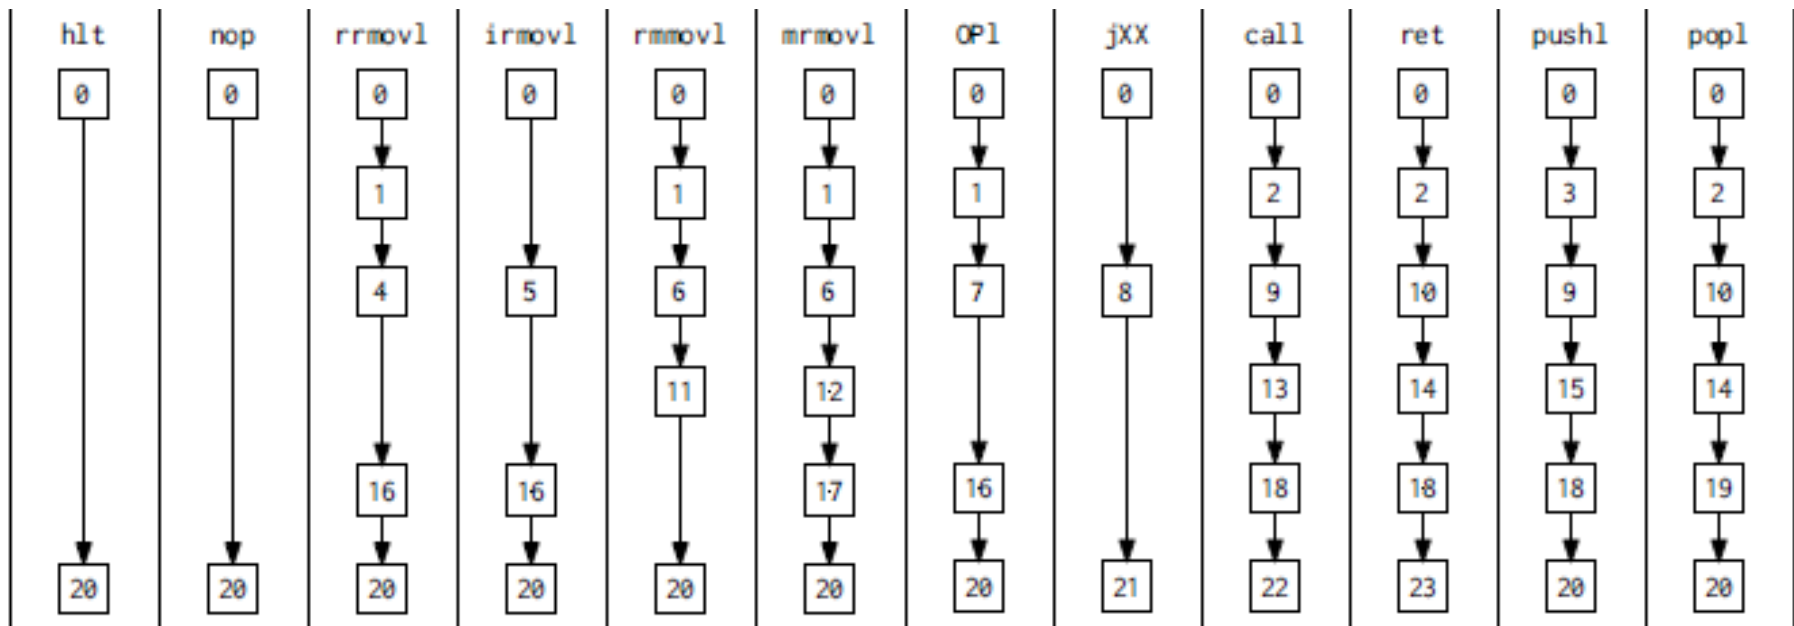 hlt nop rrmovl irmovl rmmovl mrmovl OPl jXX call ret pushl popl
0 0 0 0 0 0 0 0 0 0 0 0
1 1 1 1 2 2 3 2
4 5 6 6 7 8 9 10 9 10
11 12 13 14 15 14
16 16 17 16 18 18 18 19
20 20 20 20 20 20 20 21 22 23 20 20